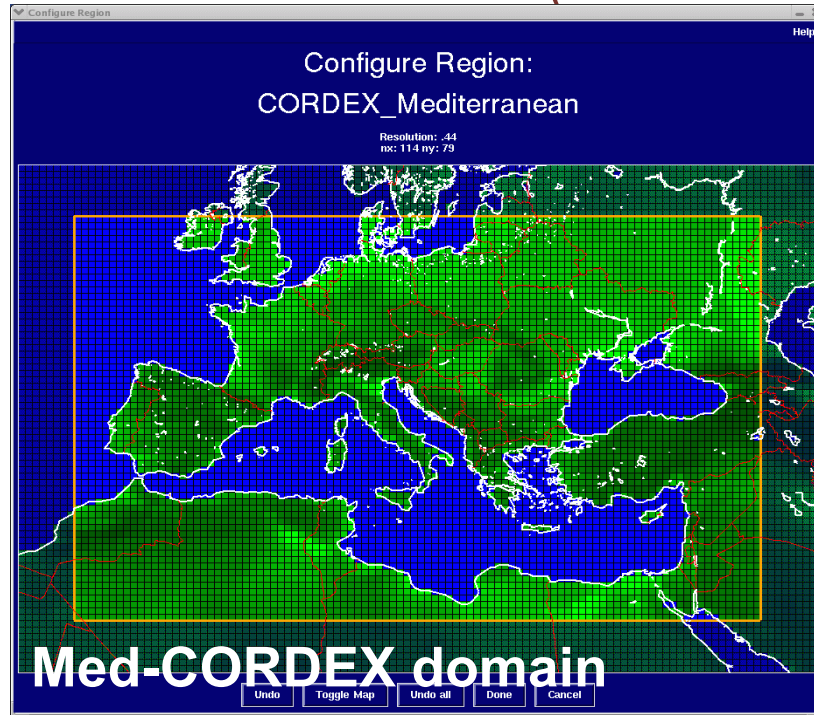 Configure Region
Help
Configure Region:
CORDEX_Mediterranean
Resolution: .44
nx: 114 ny: 79
Med-CORDEX domain
Undo
Toggle Map
Undo all
Done
Cancel